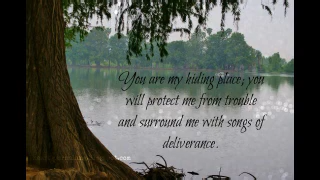 You are my hiding place; you
will protect me from trouble
and surround me with songs of
deliverance.